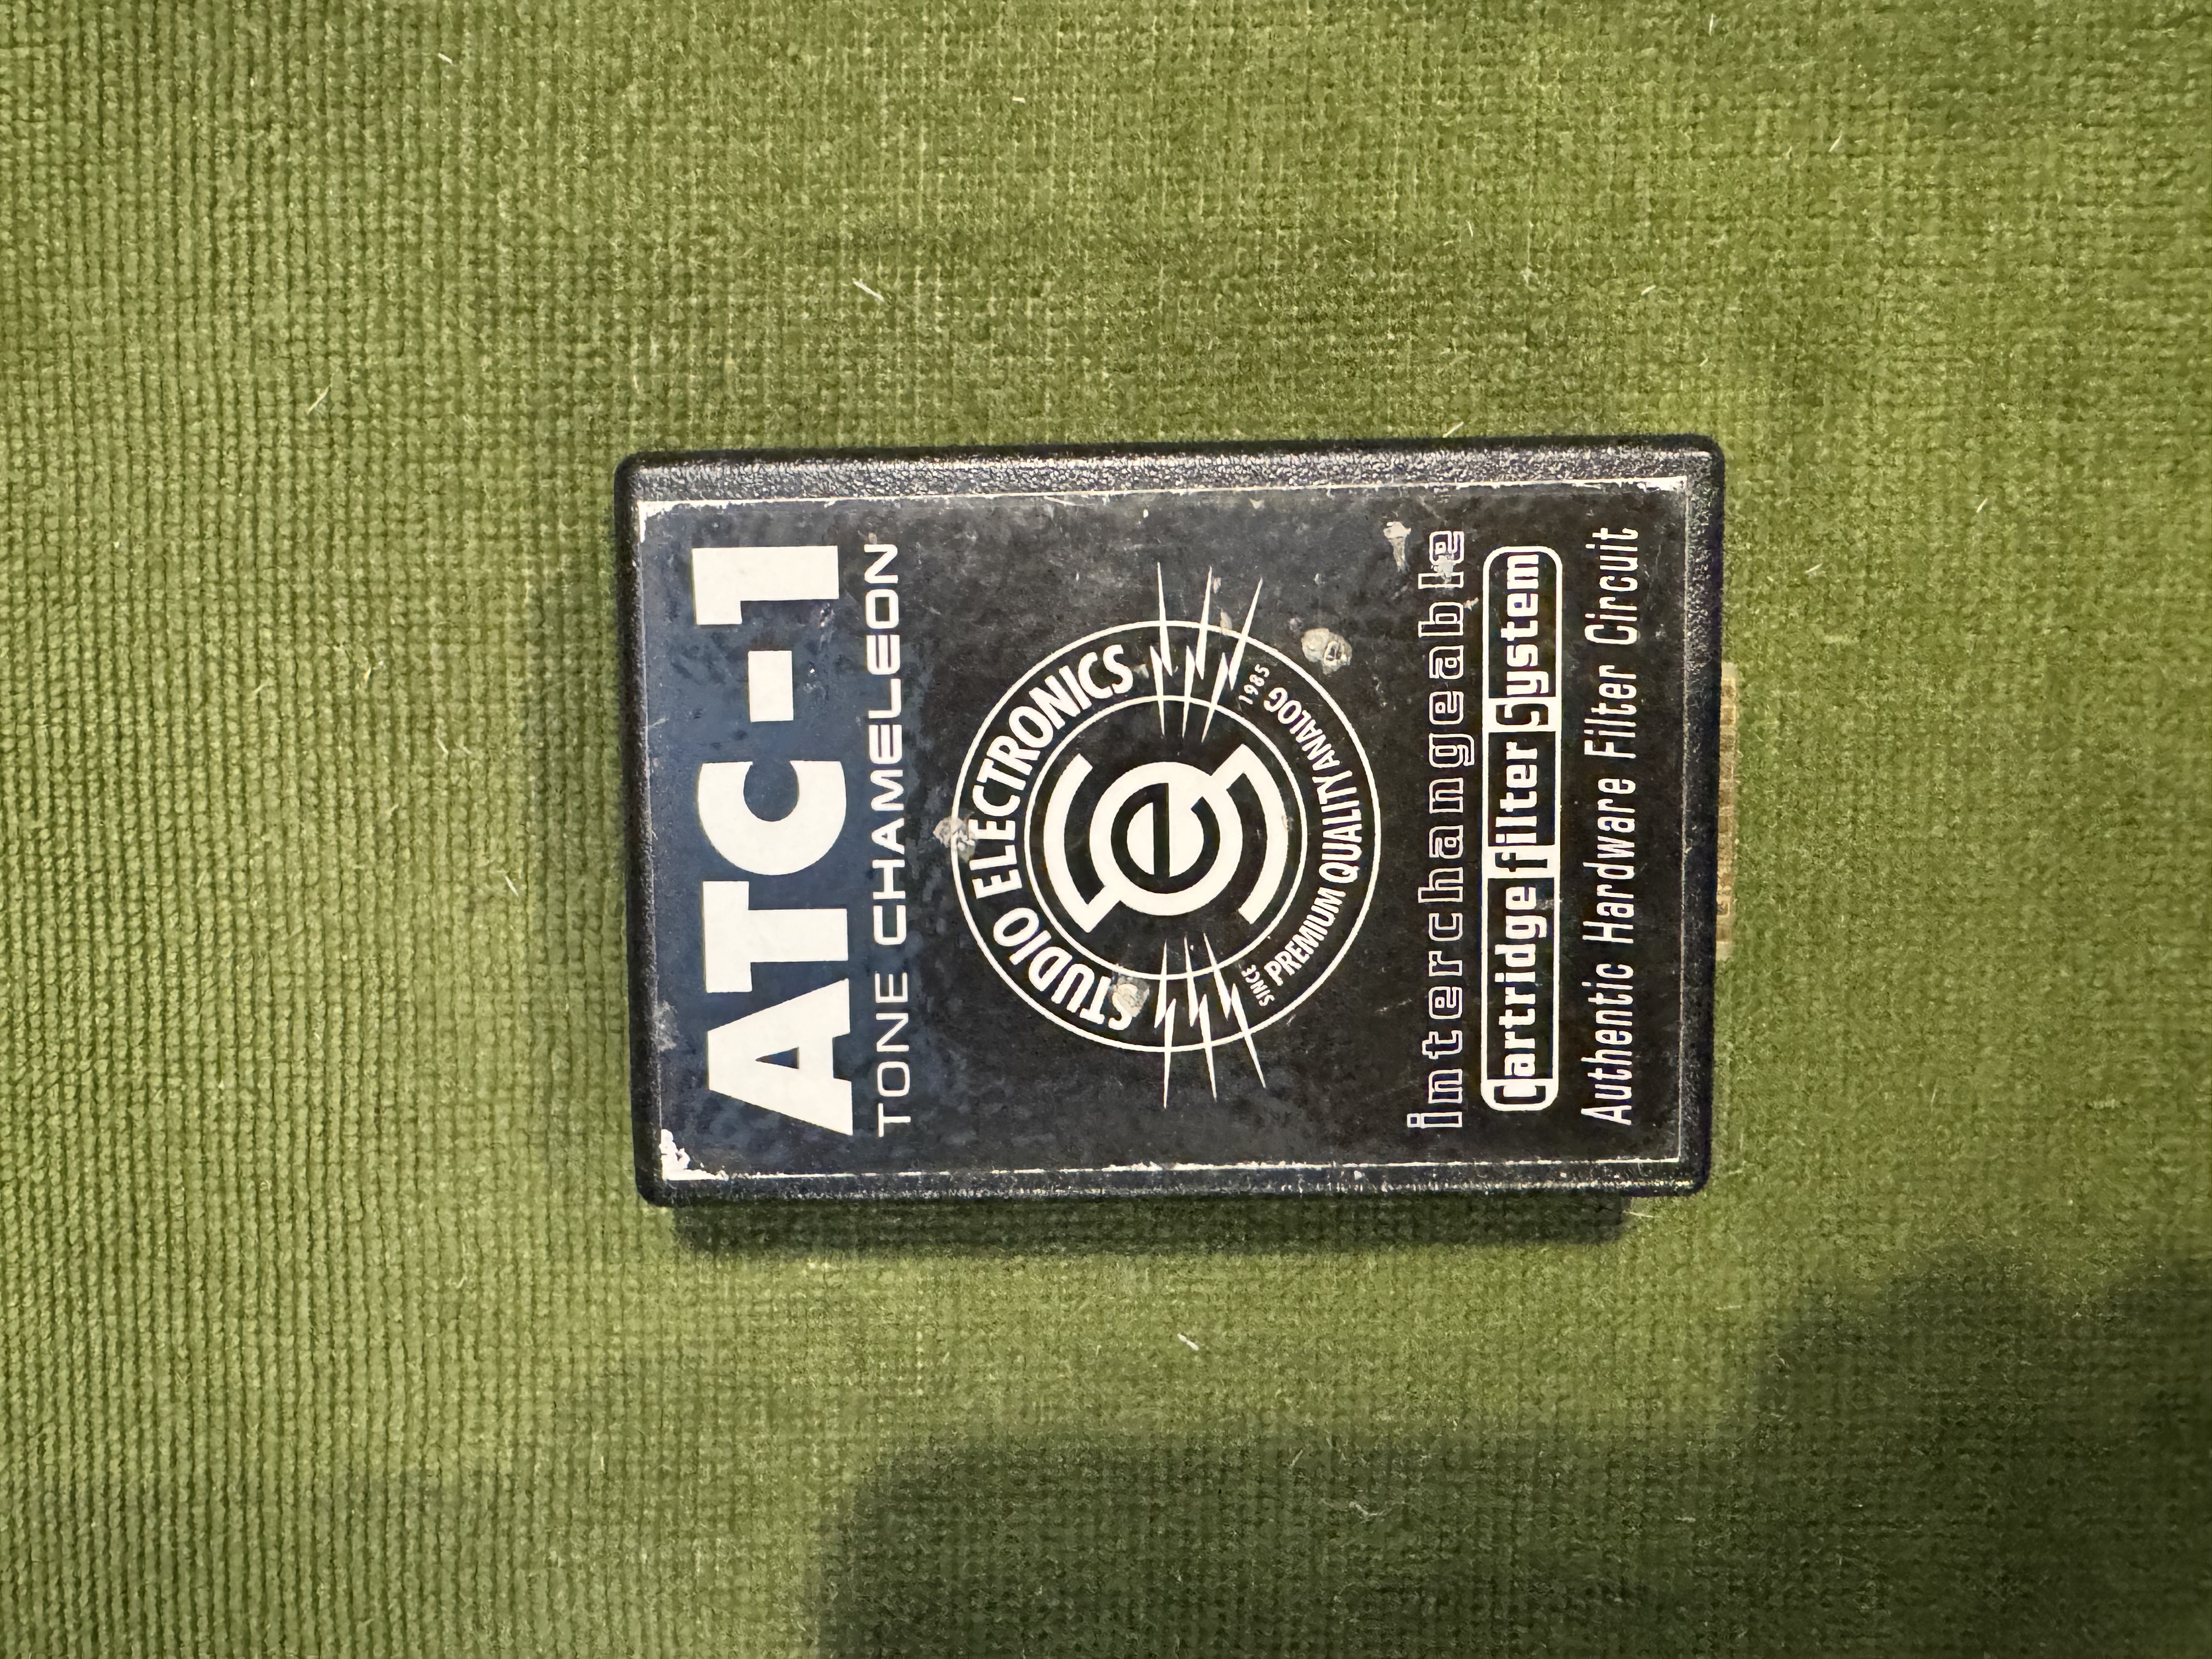 ATC-1
TONE CHAMELEON
STUDIO ELECTRONICS
se
SINCE 1985
PREMIUM QUALITY ANALOG
interchangeable
Cartridge filter System
Authentic Hardware Filter Circuit